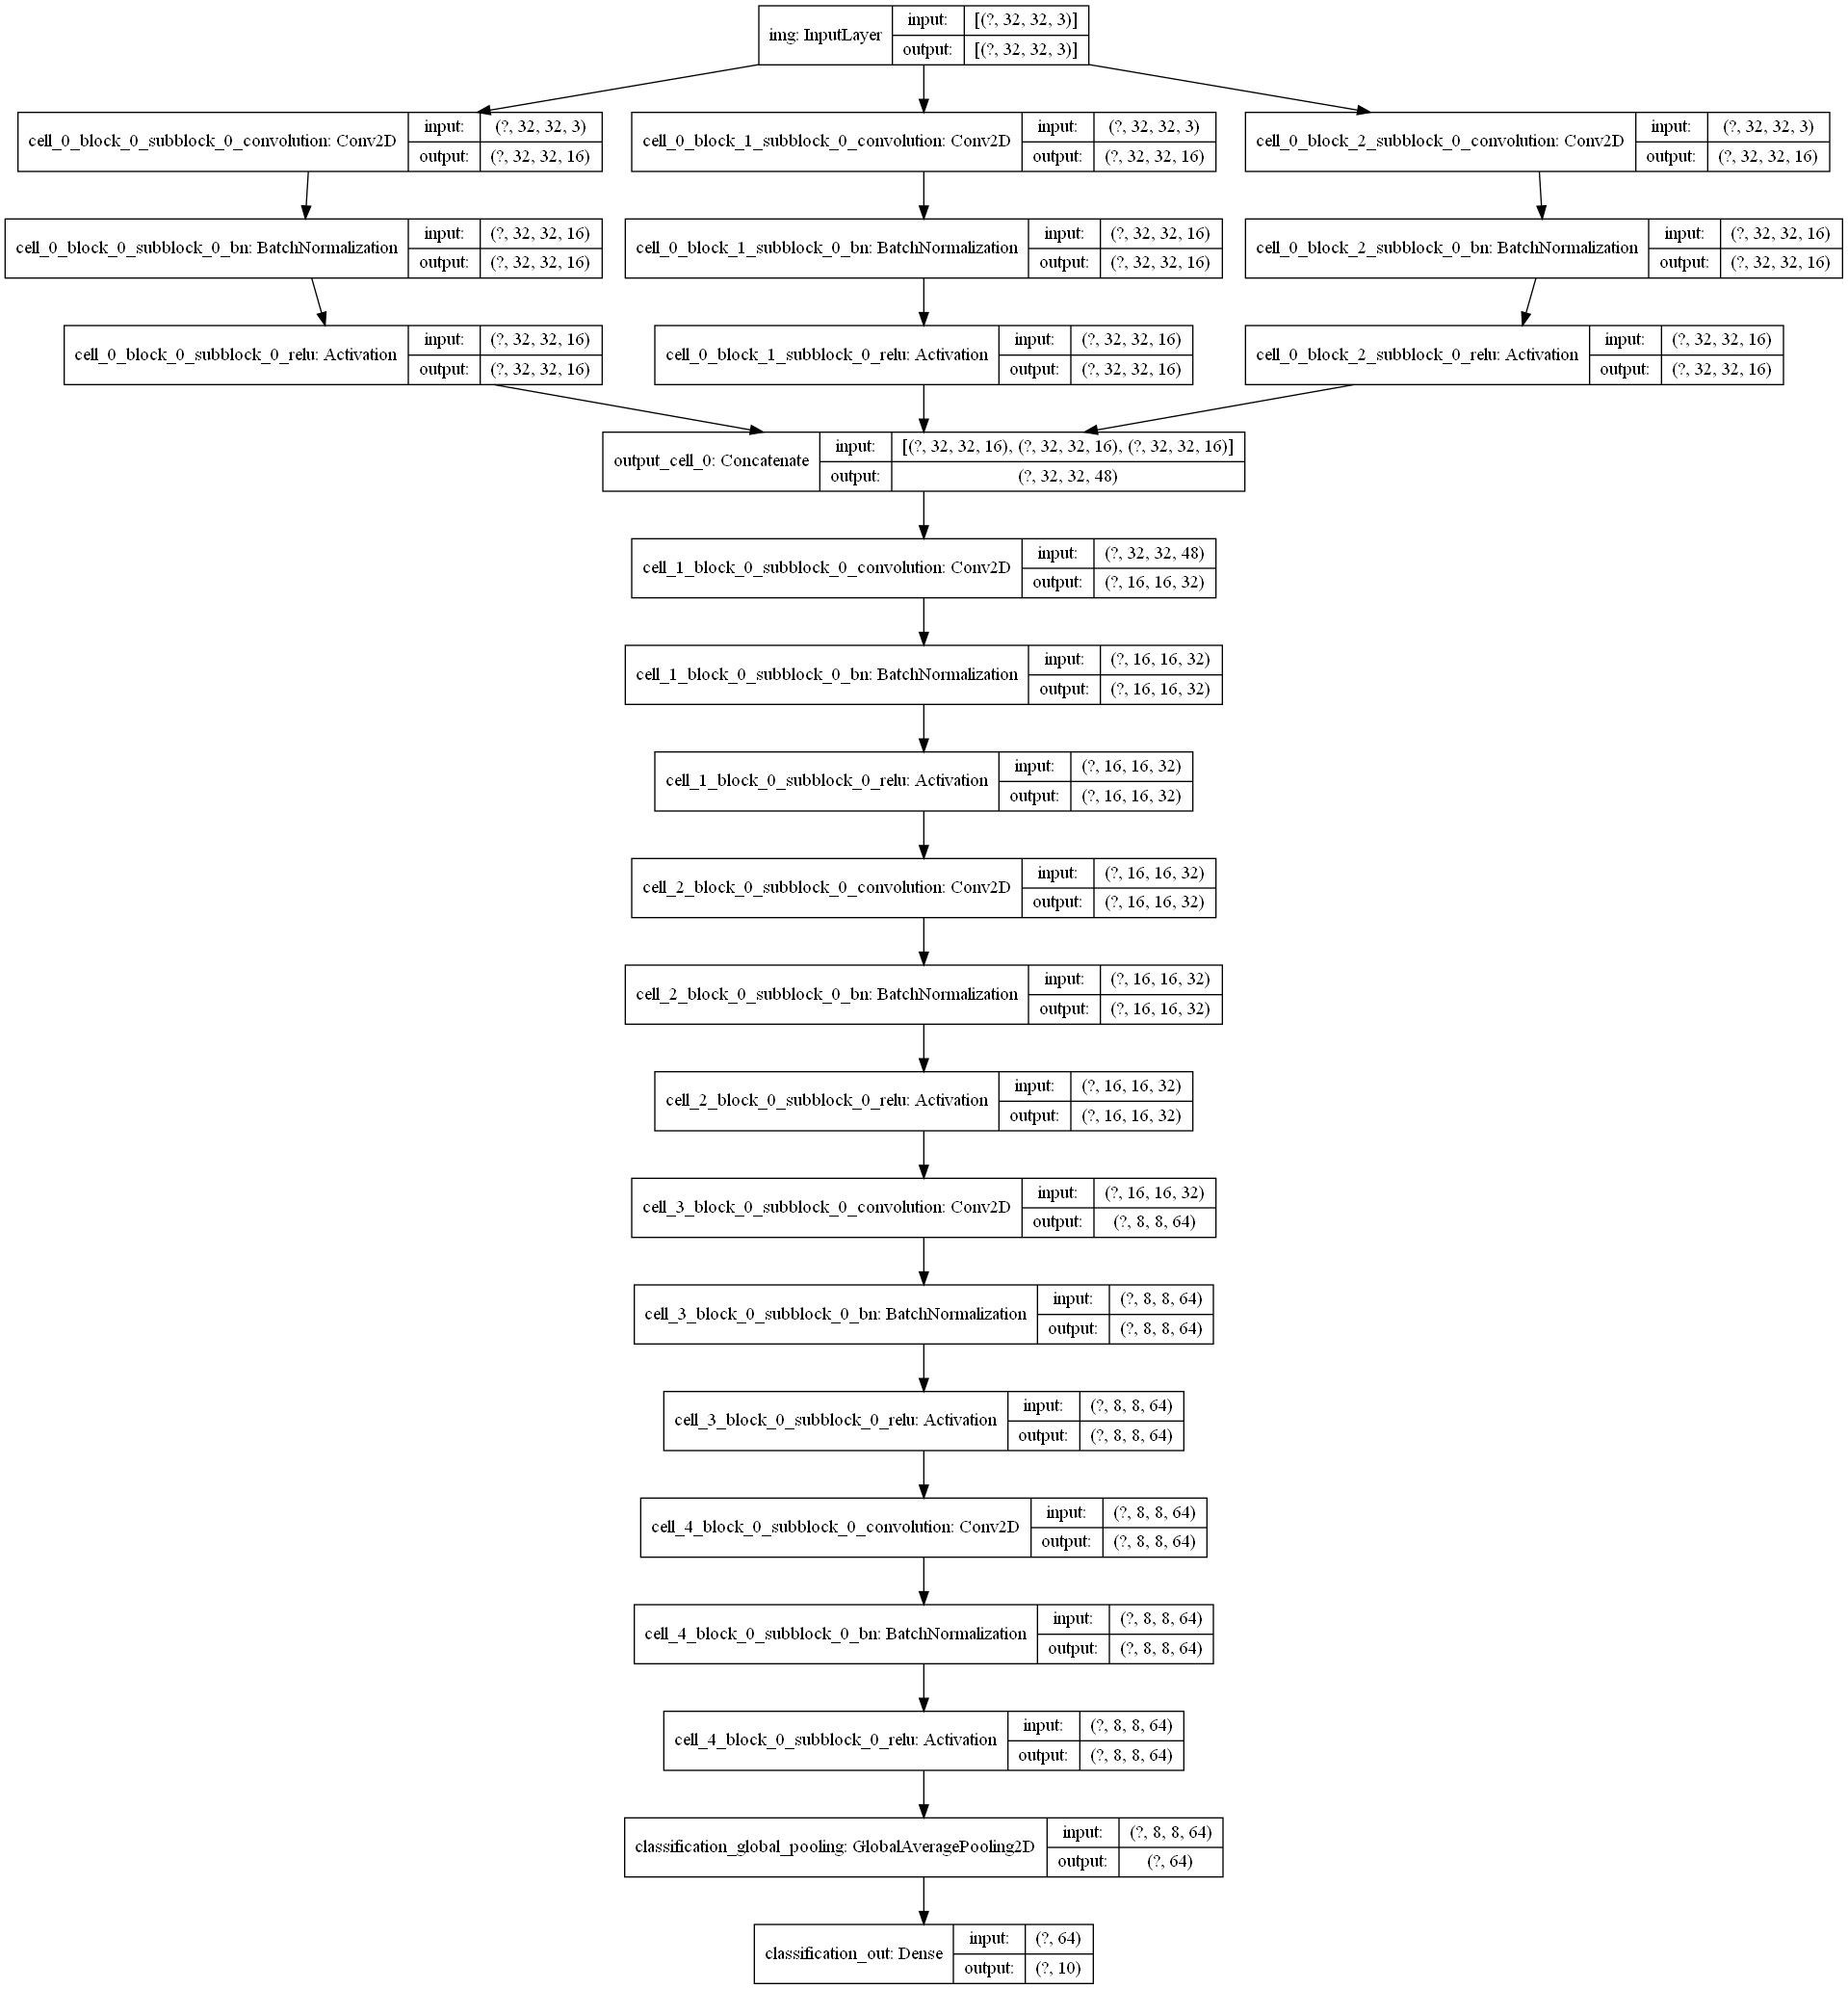 img: InputLayer
input: [(?, 32, 32, 3)]
output: [(?, 32, 32, 3)]
cell_0_block_0_subblock_0_convolution: Conv2D
input: (?, 32, 32, 3)
output: (?, 32, 32, 16)
cell_0_block_1_subblock_0_convolution: Conv2D
input: (?, 32, 32, 3)
output: (?, 32, 32, 16)
cell_0_block_2_subblock_0_convolution: Conv2D
input: (?, 32, 32, 3)
output: (?, 32, 32, 16)
cell_0_block_0_subblock_0_bn: BatchNormalization
input: (?, 32, 32, 16)
output: (?, 32, 32, 16)
cell_0_block_1_subblock_0_bn: BatchNormalization
input: (?, 32, 32, 16)
output: (?, 32, 32, 16)
cell_0_block_2_subblock_0_bn: BatchNormalization
input: (?, 32, 32, 16)
output: (?, 32, 32, 16)
cell_0_block_0_subblock_0_relu: Activation
input: (?, 32, 32, 16)
output: (?, 32, 32, 16)
cell_0_block_1_subblock_0_relu: Activation
input: (?, 32, 32, 16)
output: (?, 32, 32, 16)
cell_0_block_2_subblock_0_relu: Activation
input: (?, 32, 32, 16)
output: (?, 32, 32, 16)
output_cell_0: Concatenate
input: [(?, 32, 32, 16), (?, 32, 32, 16), (?, 32, 32, 16)]
output: (?, 32, 32, 48)
cell_1_block_0_subblock_0_convolution: Conv2D
input: (?, 32, 32, 48)
output: (?, 16, 16, 32)
cell_1_block_0_subblock_0_bn: BatchNormalization
input: (?, 16, 16, 32)
output: (?, 16, 16, 32)
cell_1_block_0_subblock_0_relu: Activation
input: (?, 16, 16, 32)
output: (?, 16, 16, 32)
cell_2_block_0_subblock_0_convolution: Conv2D
input: (?, 16, 16, 32)
output: (?, 16, 16, 32)
cell_2_block_0_subblock_0_bn: BatchNormalization
input: (?, 16, 16, 32)
output: (?, 16, 16, 32)
cell_2_block_0_subblock_0_relu: Activation
input: (?, 16, 16, 32)
output: (?, 16, 16, 32)
cell_3_block_0_subblock_0_convolution: Conv2D
input: (?, 16, 16, 32)
output: (?, 8, 8, 64)
cell_3_block_0_subblock_0_bn: BatchNormalization
input: (?, 8, 8, 64)
output: (?, 8, 8, 64)
cell_3_block_0_subblock_0_relu: Activation
input: (?, 8, 8, 64)
output: (?, 8, 8, 64)
cell_4_block_0_subblock_0_convolution: Conv2D
input: (?, 8, 8, 64)
output: (?, 8, 8, 64)
cell_4_block_0_subblock_0_bn: BatchNormalization
input: (?, 8, 8, 64)
output: (?, 8, 8, 64)
cell_4_block_0_subblock_0_relu: Activation
input: (?, 8, 8, 64)
output: (?, 8, 8, 64)
classification_global_pooling: GlobalAveragePooling2D
input: (?, 8, 8, 64)
output: (?, 64)
classification_out: Dense
input: (?, 64)
output: (?, 10)